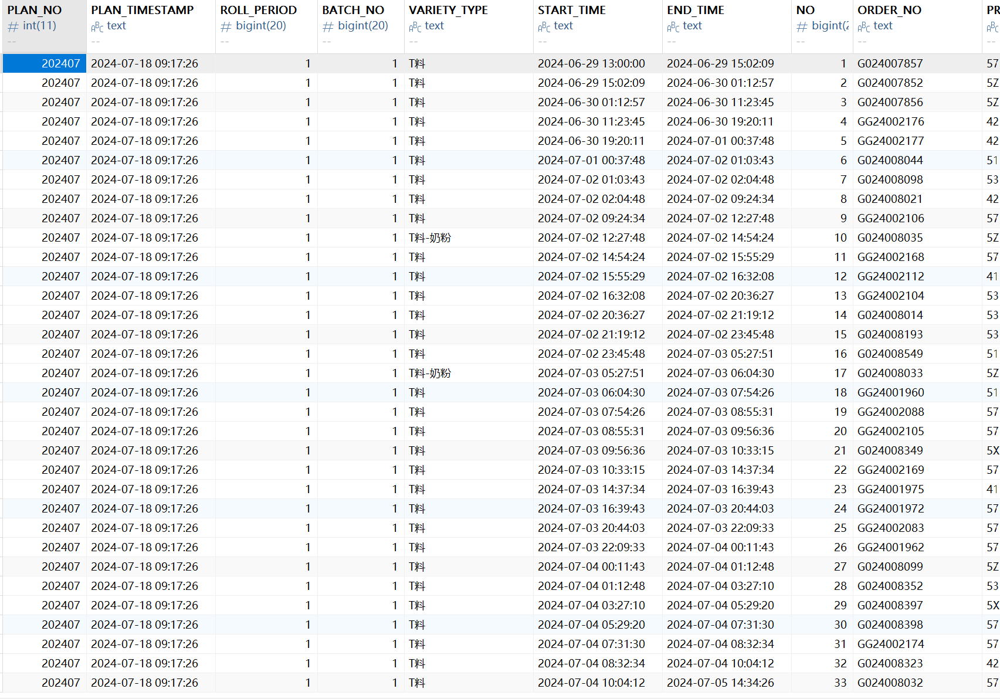 PLAN_NO PLAN_TIMESTAMP ROLL_PERIOD BATCH_NO VARIETY_TYPE START_TIME END_TIME NO ORDER_NO PR
# int(11) ABC text # bigint(20) # bigint(20) ABC text ABC text ABC text # bigint(2 ABC text ABC
-- -- -- -- -- -- -- -- -- --
202407 2024-07-18 09:17:26 1 1 T料 2024-06-29 13:00:00 2024-06-29 15:02:09 1 G024007857 57
202407 2024-07-18 09:17:26 1 1 T料 2024-06-29 15:02:09 2024-06-30 01:12:57 2 G024007852 5Z
202407 2024-07-18 09:17:26 1 1 T料 2024-06-30 01:12:57 2024-06-30 11:23:45 3 G024007856 5Z
202407 2024-07-18 09:17:26 1 1 T料 2024-06-30 11:23:45 2024-06-30 19:20:11 4 GG24002176 42
202407 2024-07-18 09:17:26 1 1 T料 2024-06-30 19:20:11 2024-07-01 00:37:48 5 GG24002177 42
202407 2024-07-18 09:17:26 1 1 T料 2024-07-01 00:37:48 2024-07-02 01:03:43 6 G024008044 51
202407 2024-07-18 09:17:26 1 1 T料 2024-07-02 01:03:43 2024-07-02 02:04:48 7 G024008098 53
202407 2024-07-18 09:17:26 1 1 T料 2024-07-02 02:04:48 2024-07-02 09:24:34 8 G024008021 42
202407 2024-07-18 09:17:26 1 1 T料 2024-07-02 09:24:34 2024-07-02 12:27:48 9 GG24002106 57
202407 2024-07-18 09:17:26 1 1 T料-奶粉 2024-07-02 12:27:48 2024-07-02 14:54:24 10 G024008035 5Z
202407 2024-07-18 09:17:26 1 1 T料 2024-07-02 14:54:24 2024-07-02 15:55:29 11 GG24002168 57
202407 2024-07-18 09:17:26 1 1 T料 2024-07-02 15:55:29 2024-07-02 16:32:08 12 GG24002112 41
202407 2024-07-18 09:17:26 1 1 T料 2024-07-02 16:32:08 2024-07-02 20:36:27 13 GG24002104 53
202407 2024-07-18 09:17:26 1 1 T料 2024-07-02 20:36:27 2024-07-02 21:19:12 14 G024008014 53
202407 2024-07-18 09:17:26 1 1 T料 2024-07-02 21:19:12 2024-07-02 23:45:48 15 G024008193 53
202407 2024-07-18 09:17:26 1 1 T料 2024-07-02 23:45:48 2024-07-03 05:27:51 16 G024008549 51
202407 2024-07-18 09:17:26 1 1 T料-奶粉 2024-07-03 05:27:51 2024-07-03 06:04:30 17 G024008033 5Z
202407 2024-07-18 09:17:26 1 1 T料 2024-07-03 06:04:30 2024-07-03 07:54:26 18 GG24001960 51
202407 2024-07-18 09:17:26 1 1 T料 2024-07-03 07:54:26 2024-07-03 08:55:31 19 GG24002088 57
202407 2024-07-18 09:17:26 1 1 T料 2024-07-03 08:55:31 2024-07-03 09:56:36 20 GG24002105 57
202407 2024-07-18 09:17:26 1 1 T料 2024-07-03 09:56:36 2024-07-03 10:33:15 21 G024008349 5X
202407 2024-07-18 09:17:26 1 1 T料 2024-07-03 10:33:15 2024-07-03 14:37:34 22 GG24002169 57
202407 2024-07-18 09:17:26 1 1 T料 2024-07-03 14:37:34 2024-07-03 16:39:43 23 GG24001975 41
202407 2024-07-18 09:17:26 1 1 T料 2024-07-03 16:39:43 2024-07-03 20:44:03 24 GG24001972 57
202407 2024-07-18 09:17:26 1 1 T料 2024-07-03 20:44:03 2024-07-03 22:09:33 25 GG24002083 57
202407 2024-07-18 09:17:26 1 1 T料 2024-07-03 22:09:33 2024-07-04 00:11:43 26 GG24001962 57
202407 2024-07-18 09:17:26 1 1 T料 2024-07-04 00:11:43 2024-07-04 01:12:48 27 G024008099 5Z
202407 2024-07-18 09:17:26 1 1 T料 2024-07-04 01:12:48 2024-07-04 03:27:10 28 G024008352 53
202407 2024-07-18 09:17:26 1 1 T料 2024-07-04 03:27:10 2024-07-04 05:29:20 29 G024008397 5X
202407 2024-07-18 09:17:26 1 1 T料 2024-07-04 05:29:20 2024-07-04 07:31:30 30 G024008398 57
202407 2024-07-18 09:17:26 1 1 T料 2024-07-04 07:31:30 2024-07-04 08:32:34 31 GG24002174 57
202407 2024-07-18 09:17:26 1 1 T料 2024-07-04 08:32:34 2024-07-04 10:04:12 32 G024008323 42
202407 2024-07-18 09:17:26 1 1 T料 2024-07-04 10:04:12 2024-07-05 14:34:26 33 G024008032 57